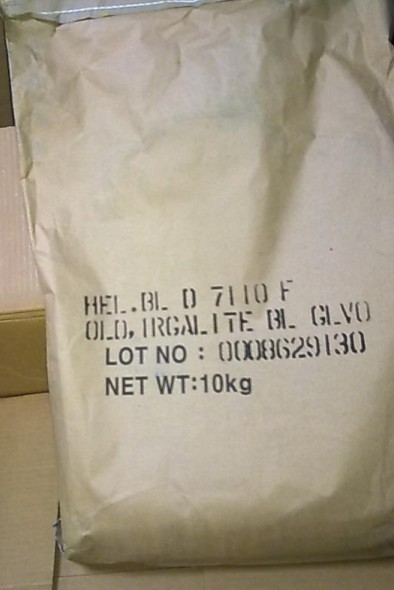 HEL.BL D 7110 F
OLD,IRGALITE BL GLVO
LOT NO : 0008629130
NET WT:10kg